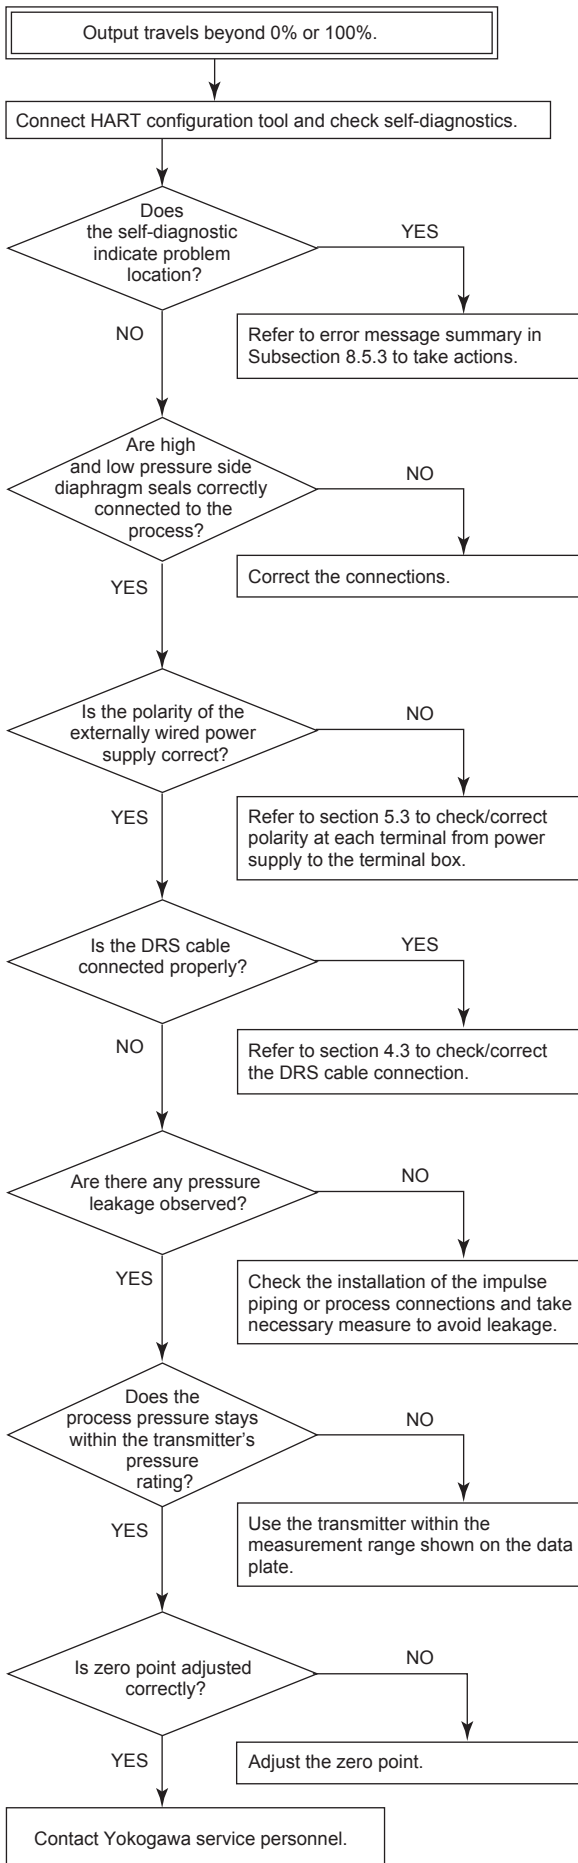 Output travels beyond 0% or 100%.
Connect HART configuration tool and check self-diagnostics.
Does
the self-diagnostic
indicate problem
location?
YES
NO
Refer to error message summary in
Subsection 8.5.3 to take actions.
Are high
and low pressure side
diaphragm seals correctly
connected to the
process?
NO
YES
Correct the connections.
Is the polarity of the
externally wired power
supply correct?
NO
YES
Refer to section 5.3 to check/correct
polarity at each terminal from power
supply to the terminal box.
Is the DRS cable
connected properly?
YES
NO
Refer to section 4.3 to check/correct
the DRS cable connection.
Are there any pressure
leakage observed?
NO
YES
Check the installation of the impulse
piping or process connections and take
necessary measure to avoid leakage.
Does the
process pressure stays
within the transmitter's
pressure
rating?
NO
YES
Use the transmitter within the
measurement range shown on the data
plate.
Is zero point adjusted
correctly?
NO
YES
Adjust the zero point.
Contact Yokogawa service personnel.